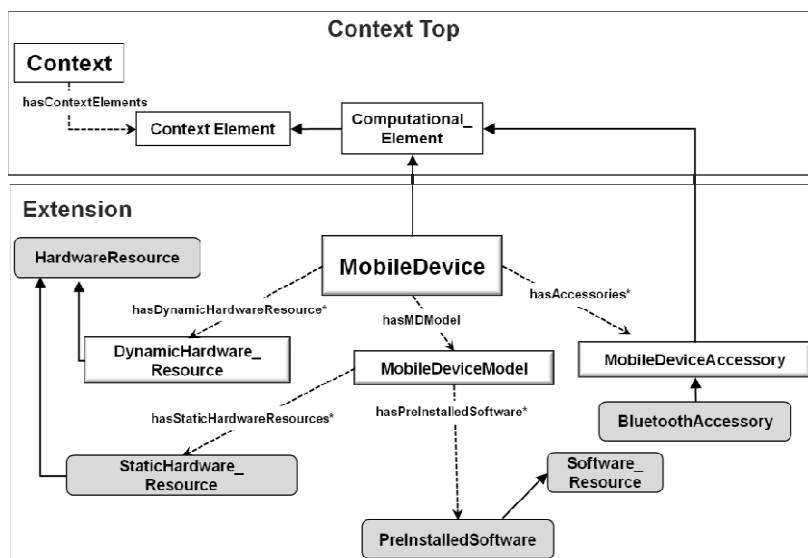 Context Top
Context
hasContextElements
Context Element
Computational_
Element
Extension
HardwareResource
MobileDevice
hasAccessories*
hasDynamicHardwareResource*
hasMDModel
DynamicHardware_
Resource
MobileDeviceModel
MobileDeviceAccessory
hasStaticHardwareResources*
hasPreInstalledSoftware*
BluetoothAccessory
StaticHardware_
Resource
Software_
Resource
PreInstalledSoftware